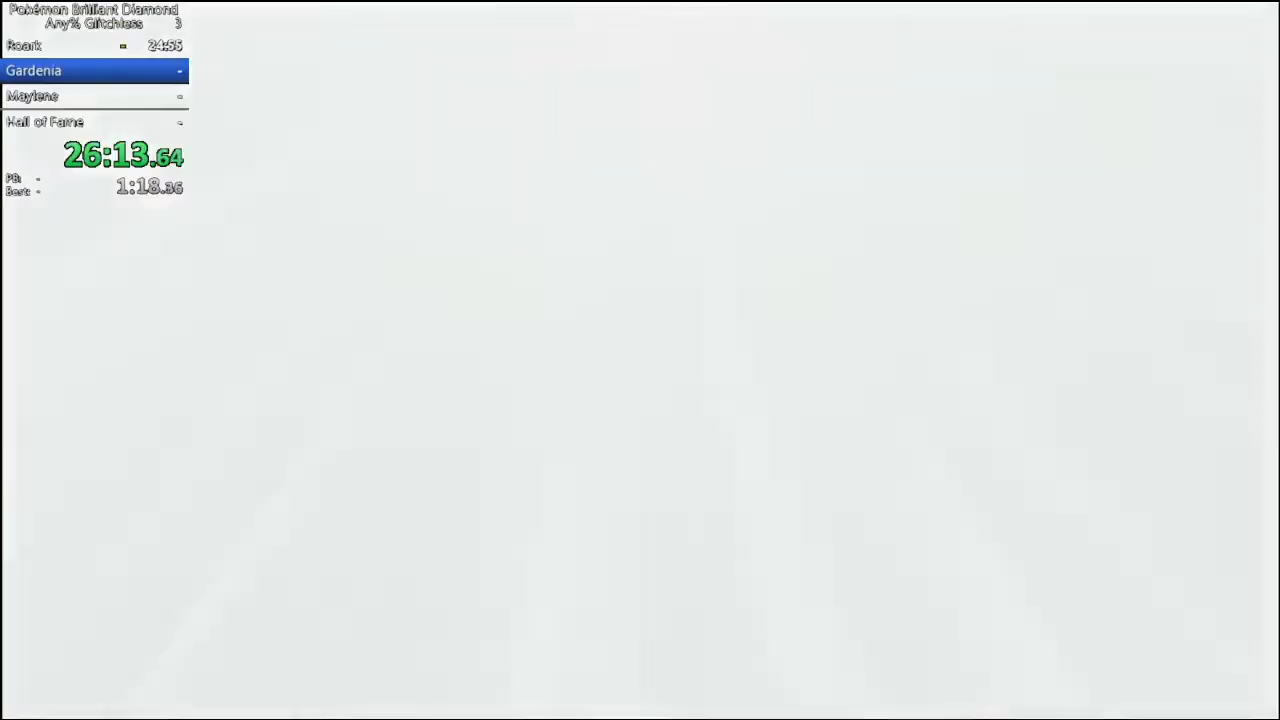 Pokémon Brilliant Diamond
Any% Glitchless 3
Roark - 24:55
Gardenia -
Maylene -
Hall of Fame -
26:13.64
PB: -
Best: - 1:18.36